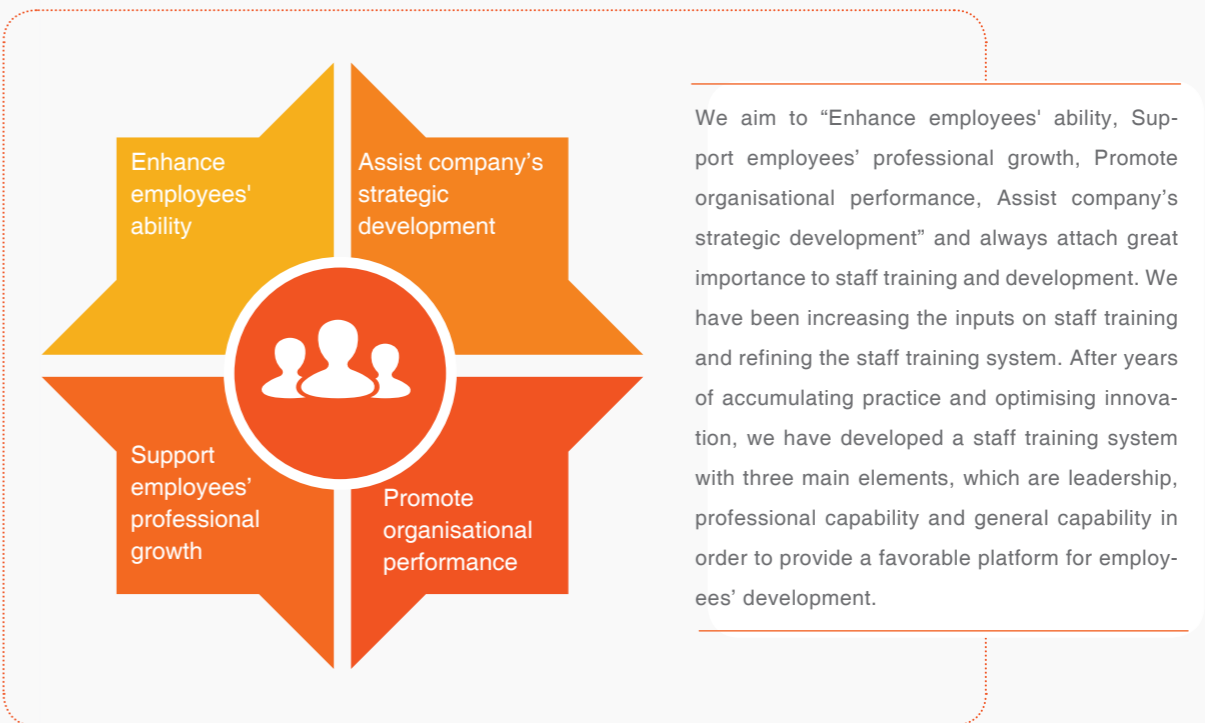 Enhance
employees'
ability
Assist company’s
strategic
development
Support
employees’
professional
growth
Promote
organisational
performance
We aim to “Enhance employees' ability, Sup-
port employees’ professional growth, Promote
organisational performance, Assist company’s
strategic development” and always attach great
importance to staff training and development. We
have been increasing the inputs on staff training
and refining the staff training system. After years
of accumulating practice and optimising innova-
tion, we have developed a staff training system
with three main elements, which are leadership,
professional capability and general capability in
order to provide a favorable platform for employ-
ees’ development.